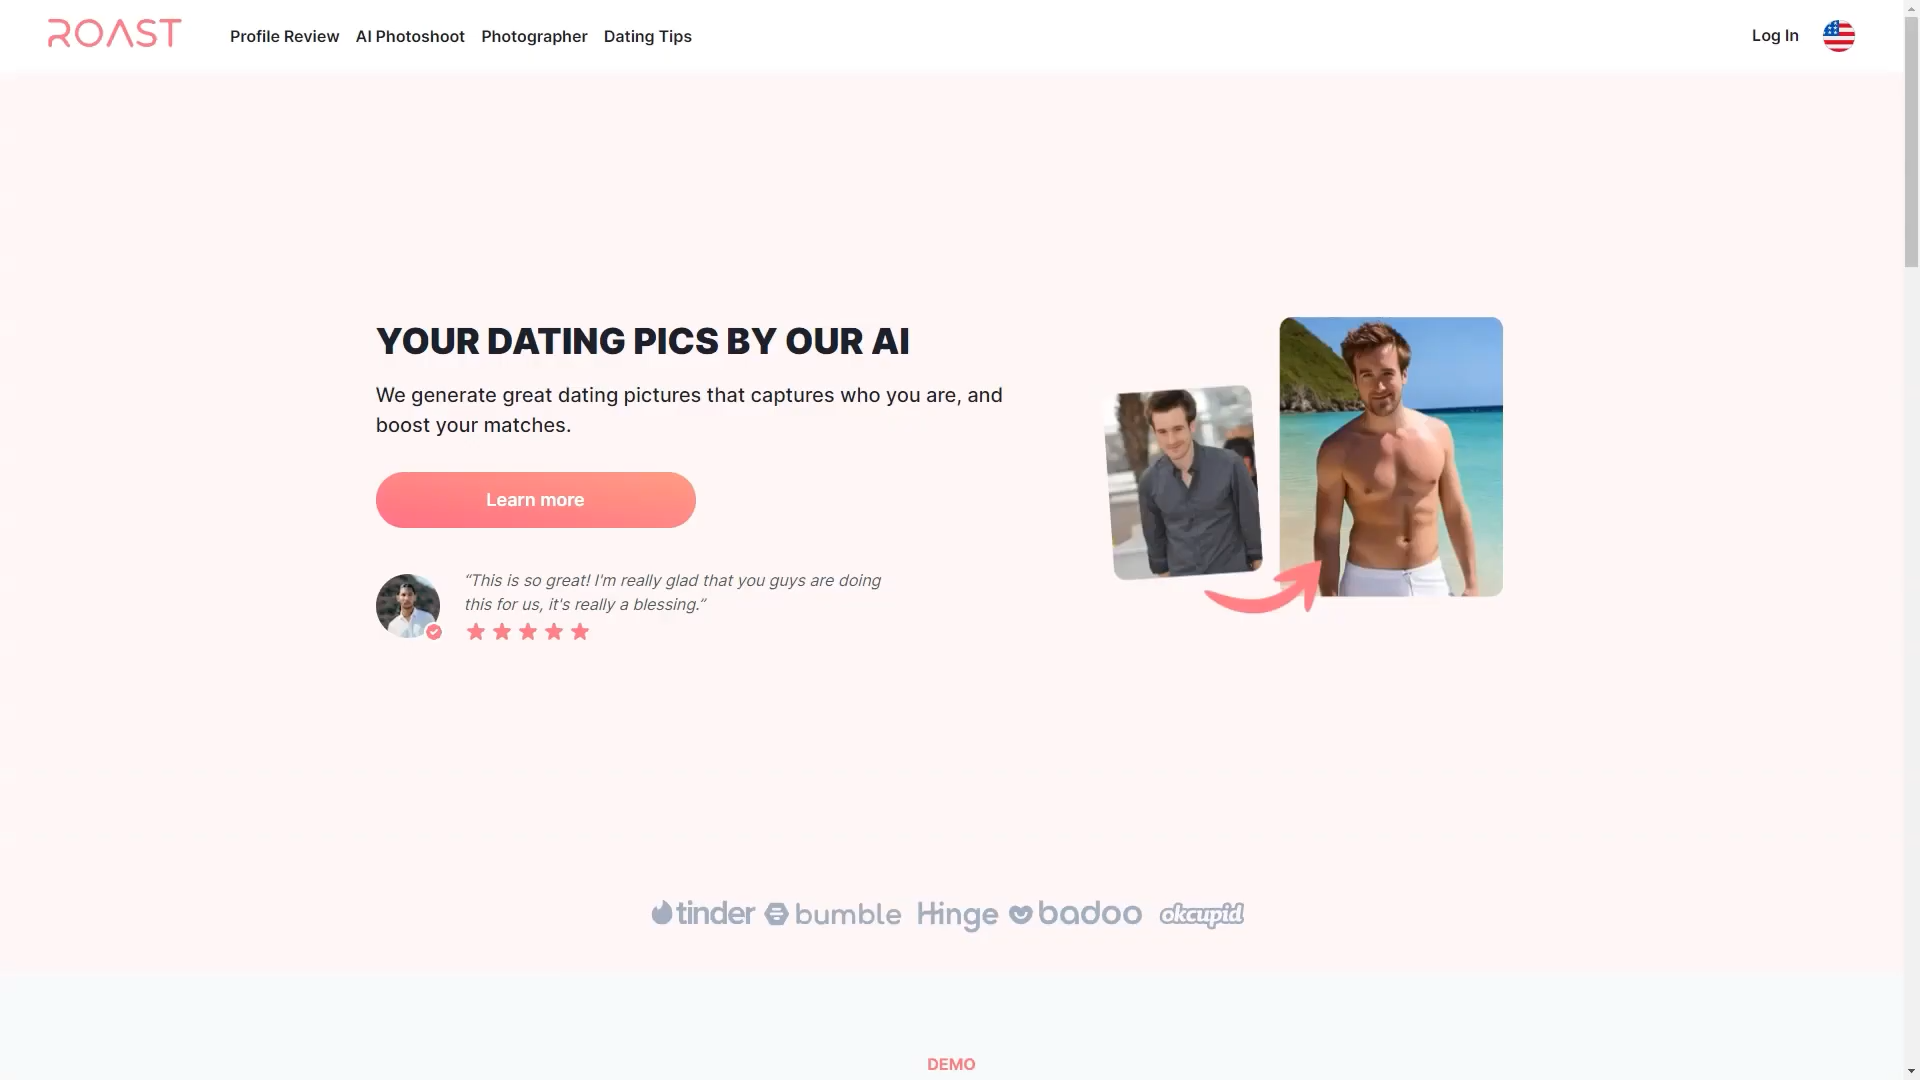 ROAST
Profile Review
AI Photoshoot
Photographer
Dating Tips
Log In
YOUR DATING PICS BY OUR AI
We generate great dating pictures that captures who you are, and
boost your matches.
Learn more
“This is so great! I'm really glad that you guys are doing
this for us, it's really a blessing.”
tinder
bumble
Hinge
badoo
okcupid
DEMO